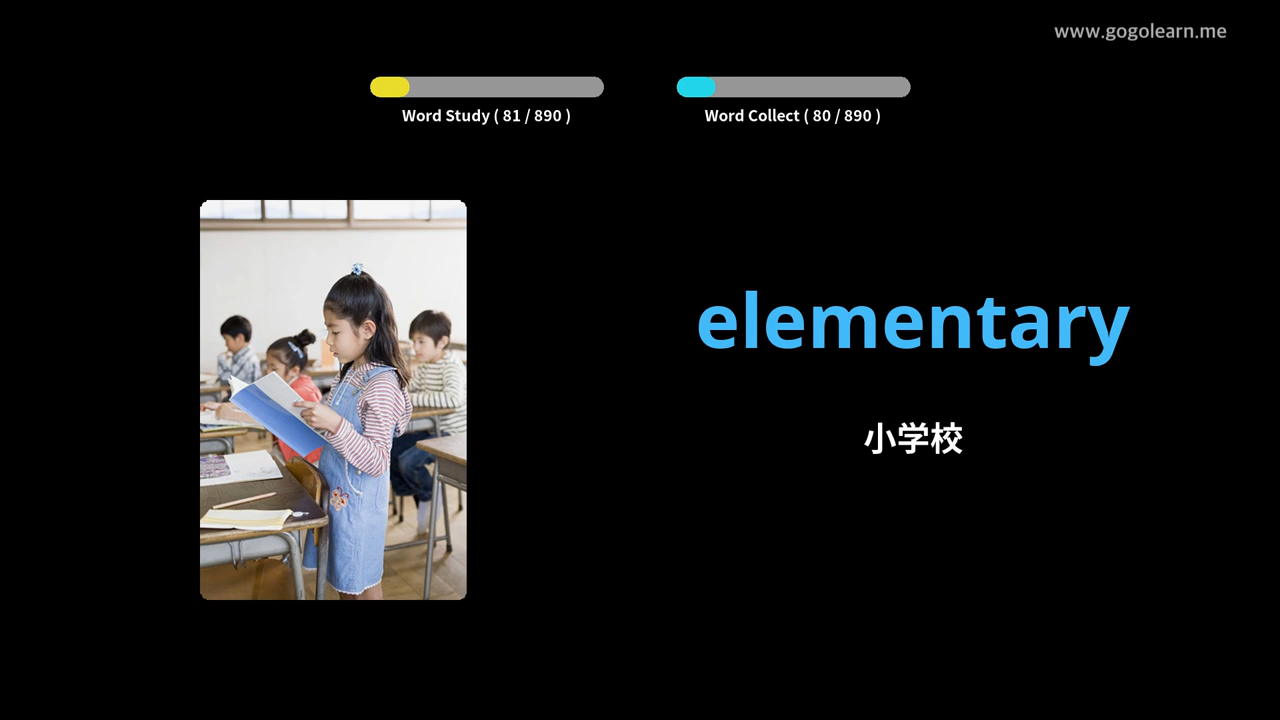 www.gogolearn.me
Word Study ( 81 / 890 )
Word Collect ( 80 / 890 )
elementary
小学校